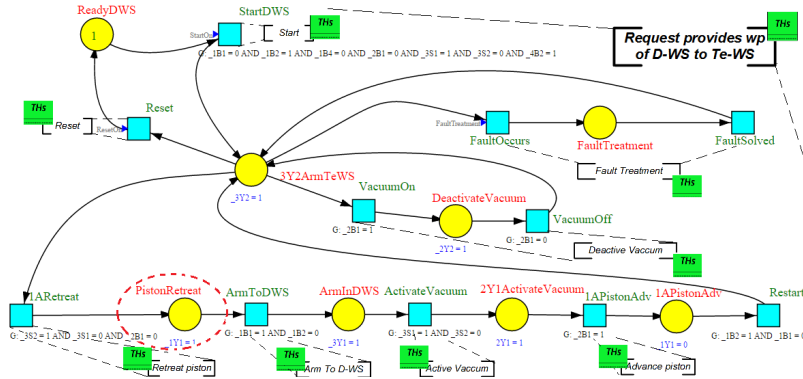 ReadyDWS
1
StartDWS
StartOn
Start
THs
G: _1B1 = 0 AND _1B2 = 1 AND _1B4 = 0 AND _2B1 = 0 AND _3S1 = 1 AND _3S2 = 0 AND _4B2 = 1
Request provides wp
of D-WS to Te-WS
THs
THs
Reset
Reset
ResetOn
FaultTreatment
FaultOccurs
FaultTreatment
FaultSolved
Fault Treatment
THs
3Y2ArmTeWS
_3Y2 = 1
VacuumOn
G: _2B1 = 1
DeactivateVacuum
_2Y2 = 1
VacuumOff
G: _2B1 = 0
Deactive Vaccum
THs
1ARetreat
G: _3S2 = 1 AND _3S1 = 0 AND _2B1 = 0
PistonRetreat
_1Y1 = 1
ArmToDWS
G: _1B1 = 1 AND _1B2 = 0
ArmInDWS
_3Y1 = 1
ActivateVacuum
G: _3S1 = 1 AND _3S2 = 0
2Y1ActivateVacuum
2Y1 = 1
1APistonAdv
G: _2B1 = 1
1APistonAdv
_1Y1 = 0
Restart
G: _1B2 = 1 AND _1B1 = 0
THs
Retreat piston
THs
Arm To D-WS
THs
Active Vaccum
THs
Advance piston